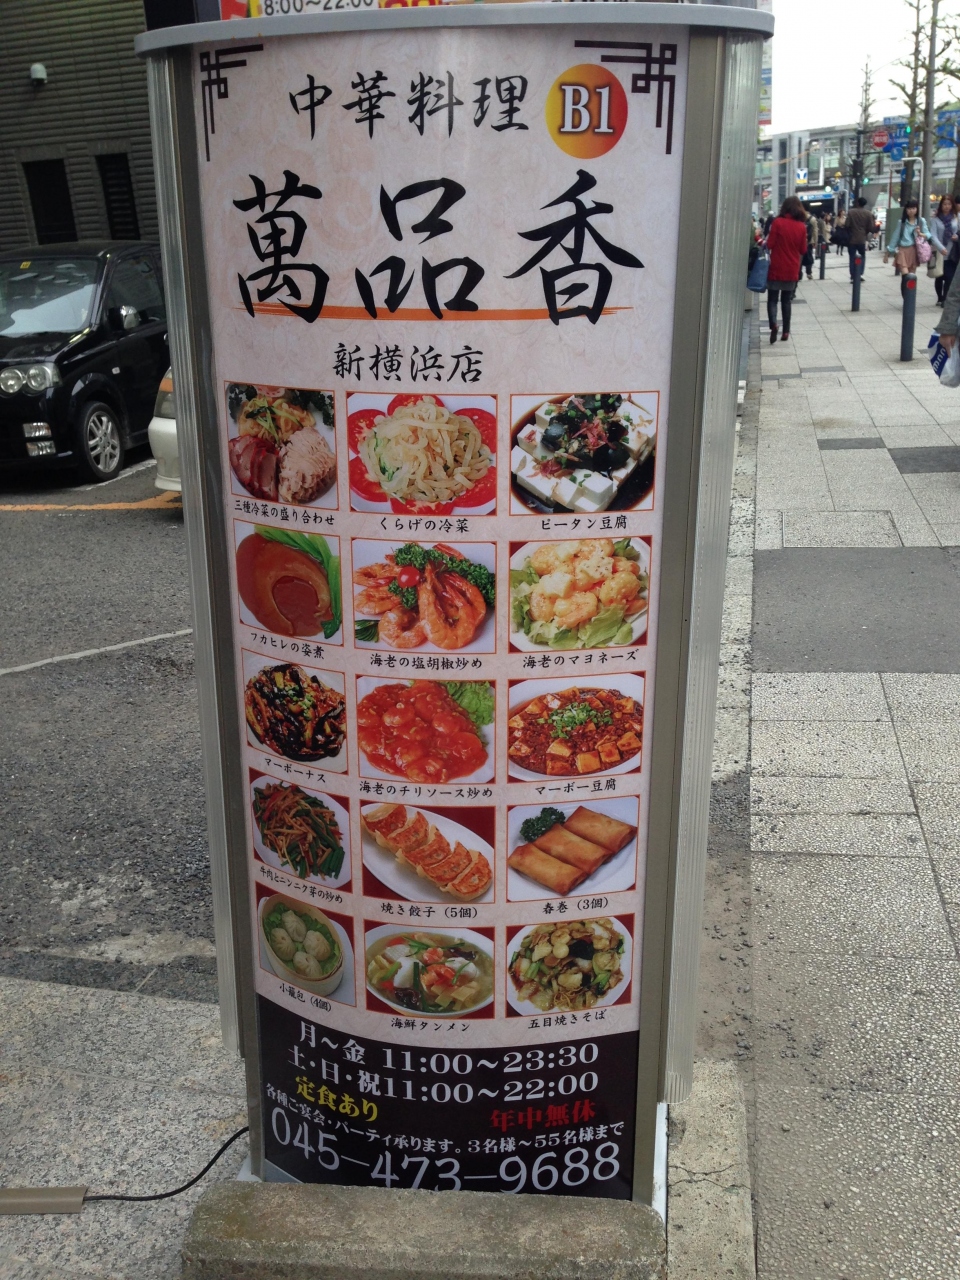 8:00～22:00
中華料理 B1
萬品香
新横浜店
三種冷菜の盛り合わせ
くらげの冷菜
ピータン豆腐
フカヒレの姿煮
海老の塩胡椒炒め
海老のマヨネーズ
マーボーナス
海老のチリソース炒め
マーボー豆腐
牛肉とニンニク芽の炒め
焼き餃子（5個）
春巻（3個）
小籠包（4個）
海鮮タンメン
五目焼きそば
月～金 11:00～23:30
土・日・祝11:00～22:00
定食あり
年中無休
各種ご宴会・パーティ承ります。3名様～55名様まで
045－473－9688